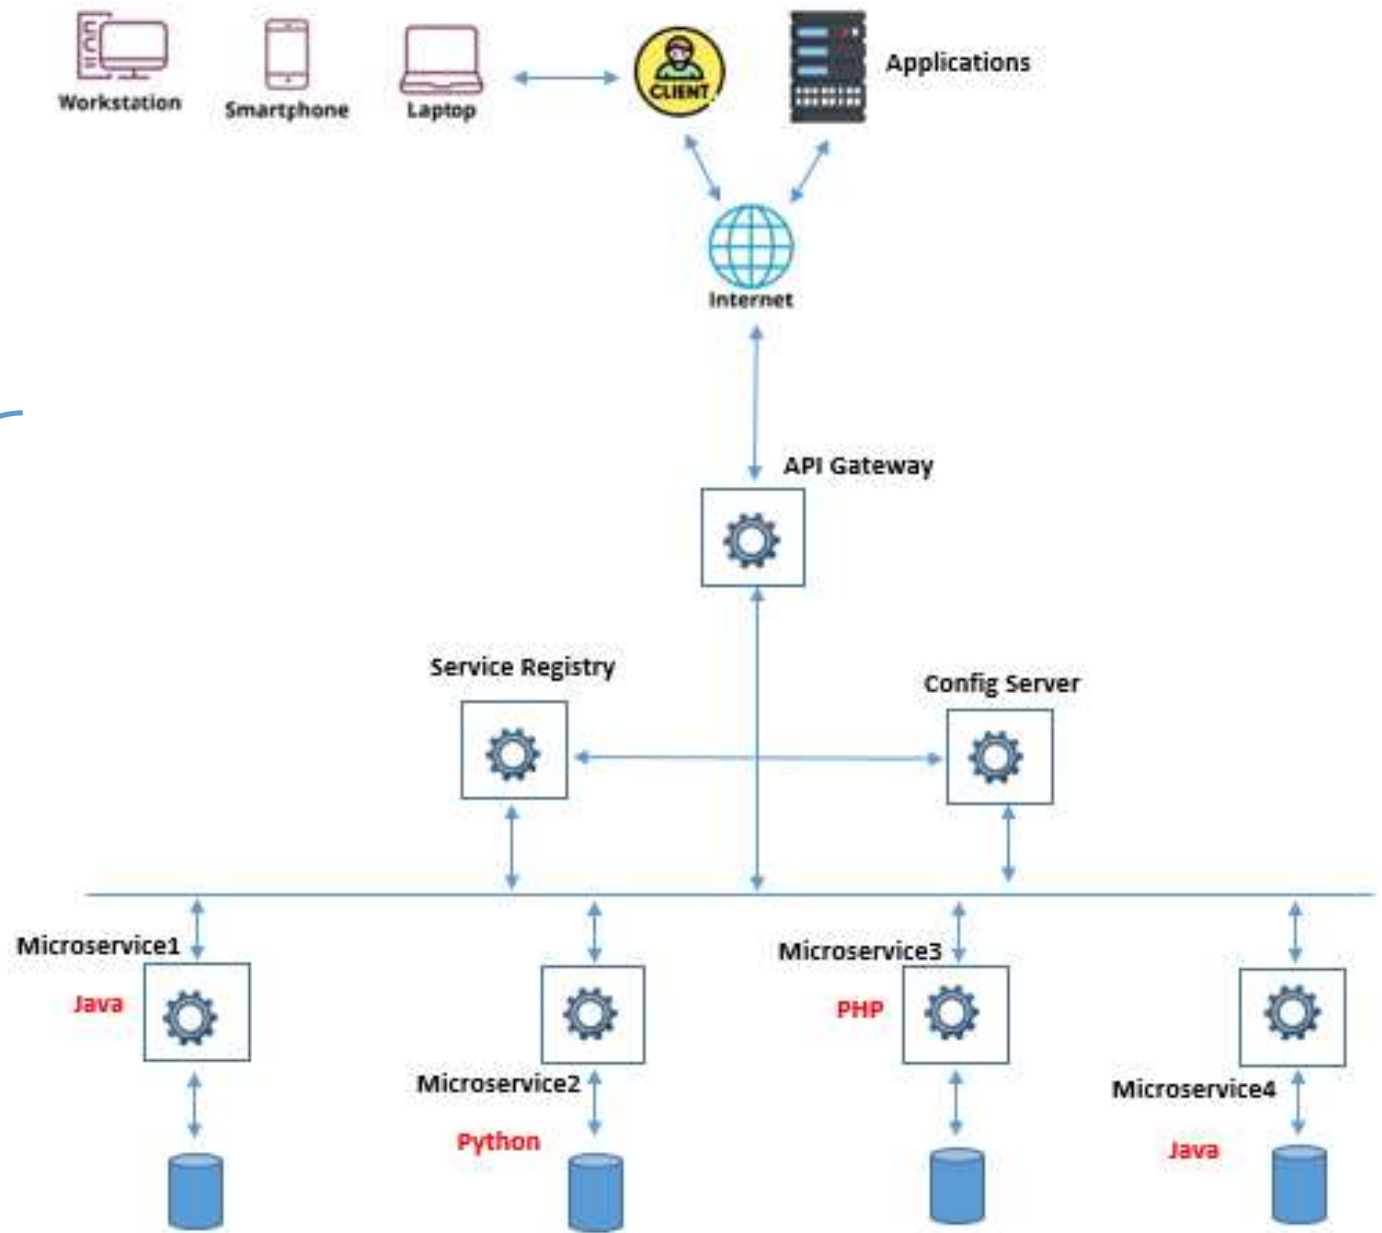 Workstation
Smartphone
Laptop
CLIENT
Applications
Internet
API Gateway
Service Registry
Config Server
Microservice1
Java
Microservice2
Python
Microservice3
PHP
Microservice4
Java